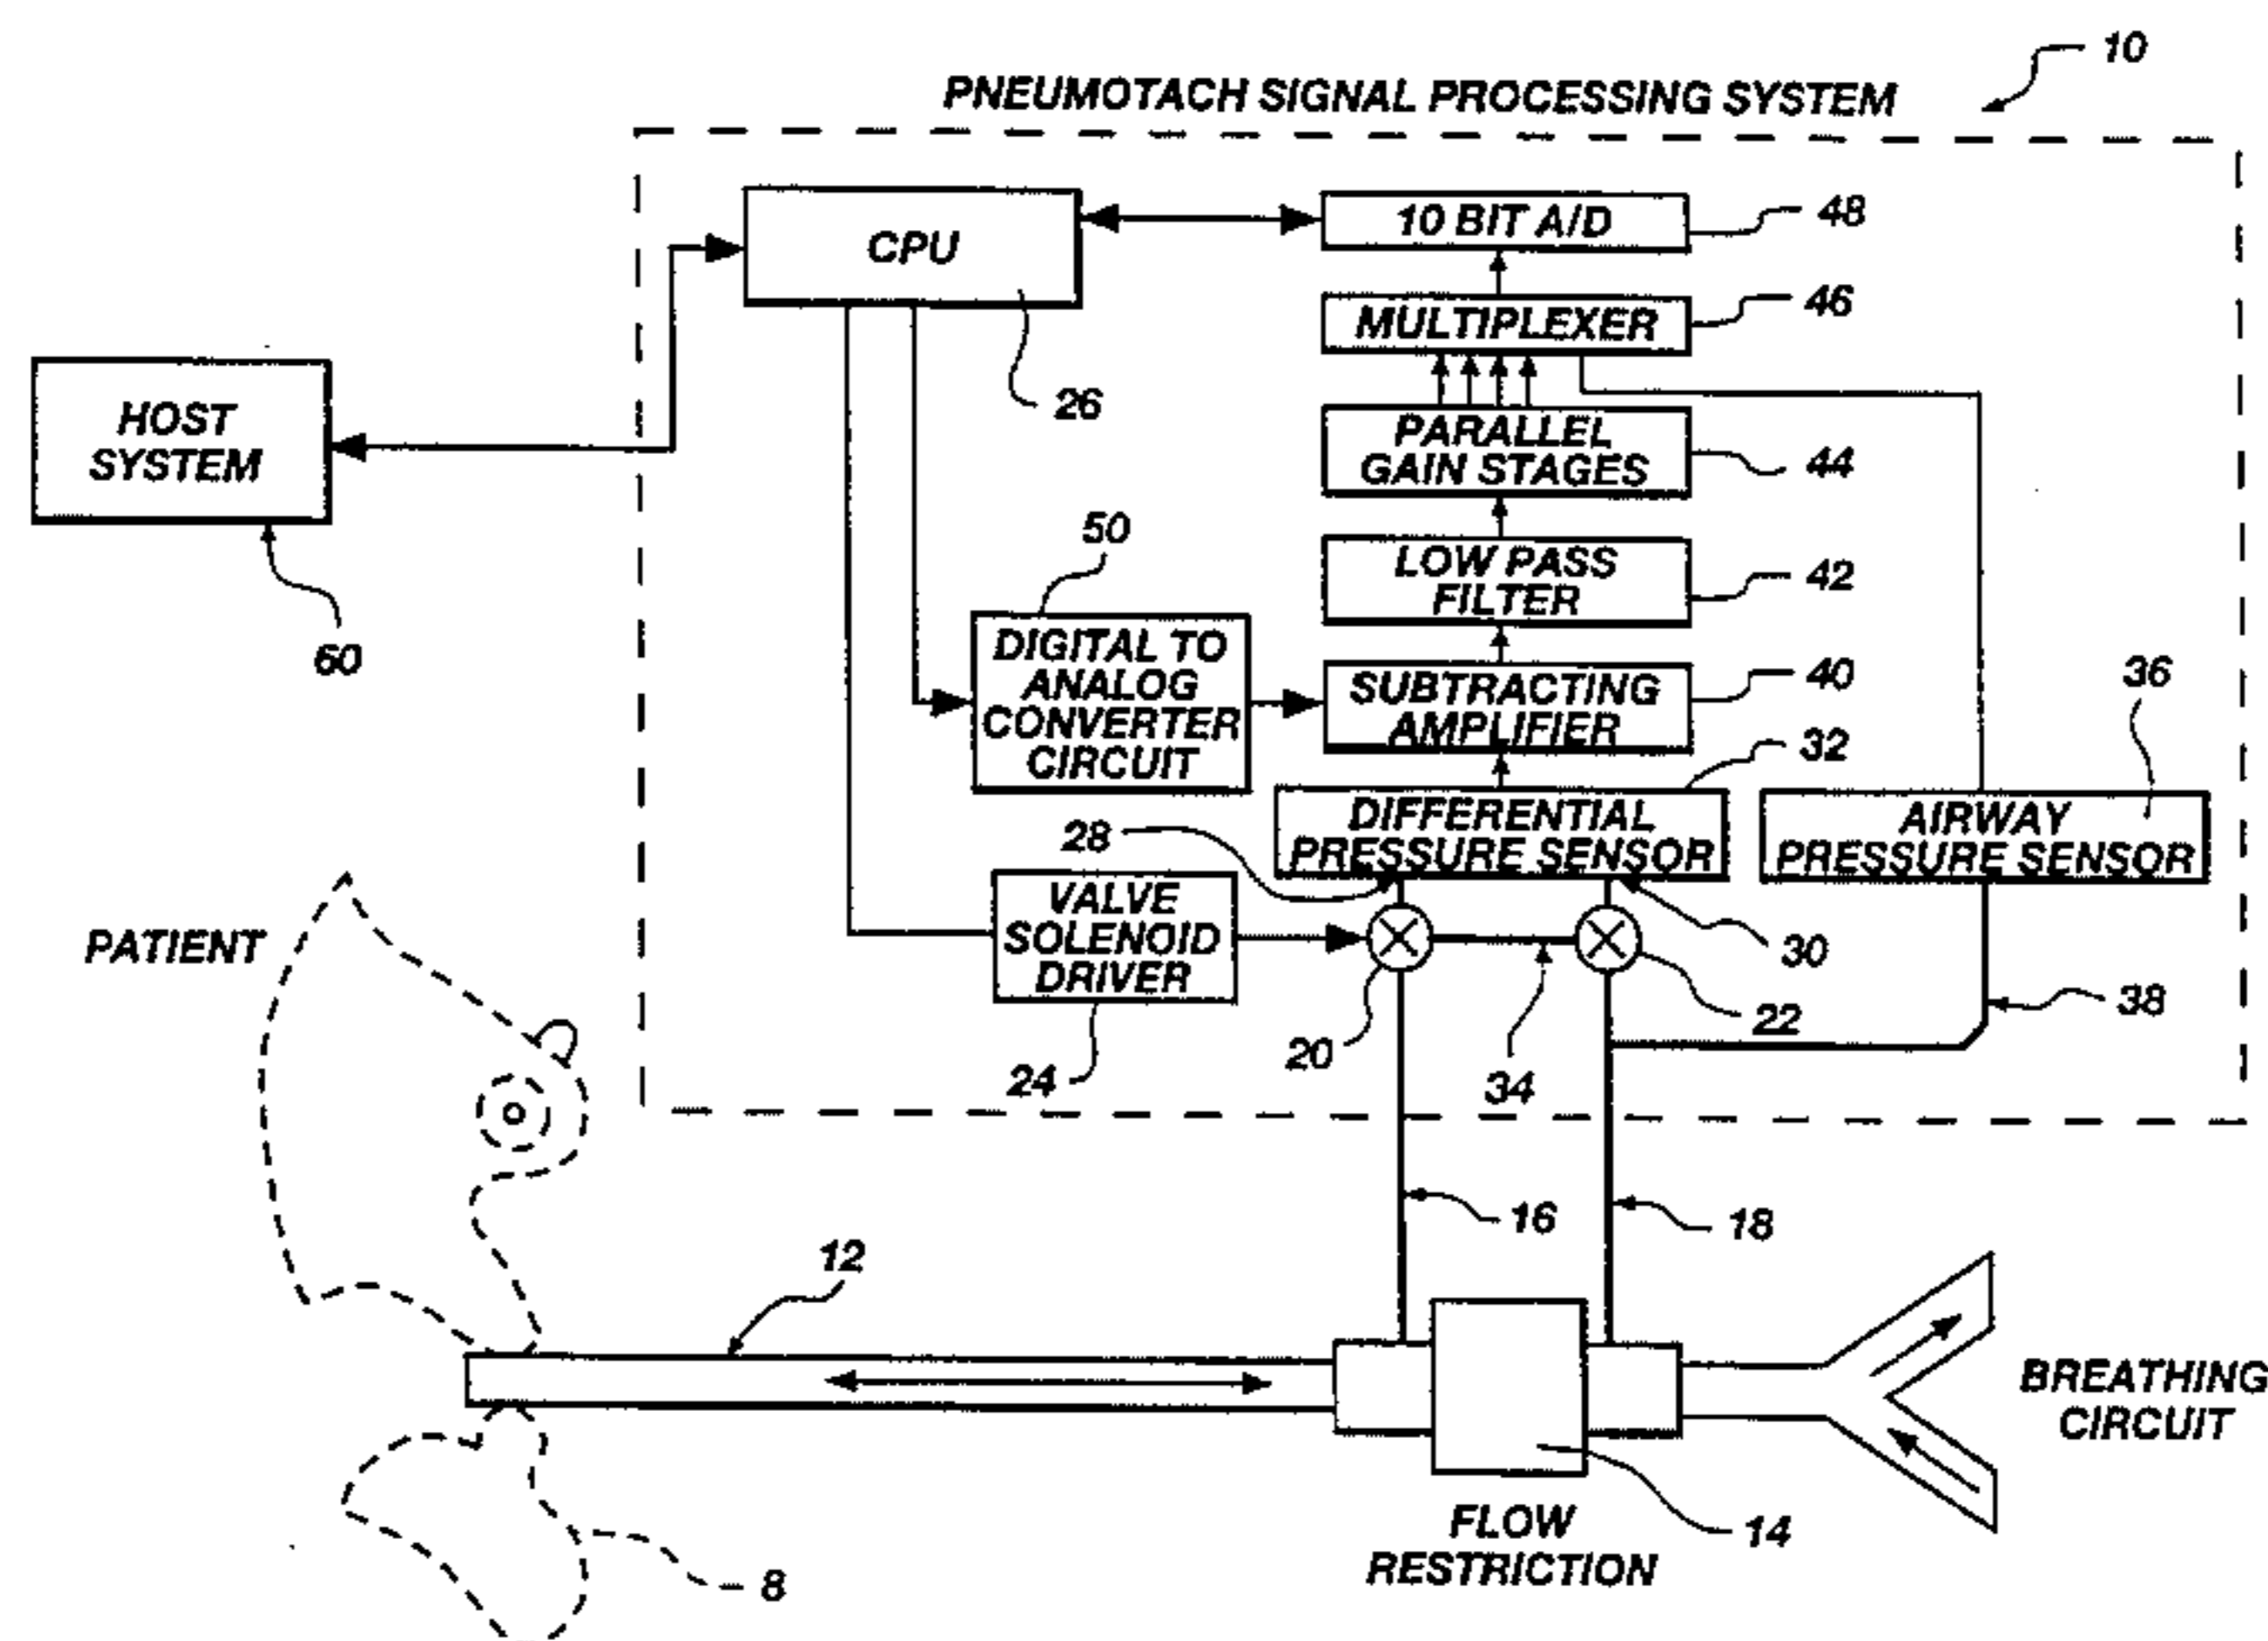 10
PNEUMOTACH SIGNAL PROCESSING SYSTEM
CPU
26
10 BIT A/D
48
MULTIPLEXER
46
HOST
SYSTEM
60
PARALLEL
GAIN STAGES
44
LOW PASS
FILTER
42
50
DIGITAL TO
ANALOG
CONVERTER
CIRCUIT
SUBTRACTING
AMPLIFIER
40
36
32
DIFFERENTIAL
PRESSURE SENSOR
28
AIRWAY
PRESSURE SENSOR
VALVE
SOLENOID
DRIVER
24
20
34
22
30
38
PATIENT
16
18
12
BREATHING
CIRCUIT
14
FLOW
RESTRICTION
8